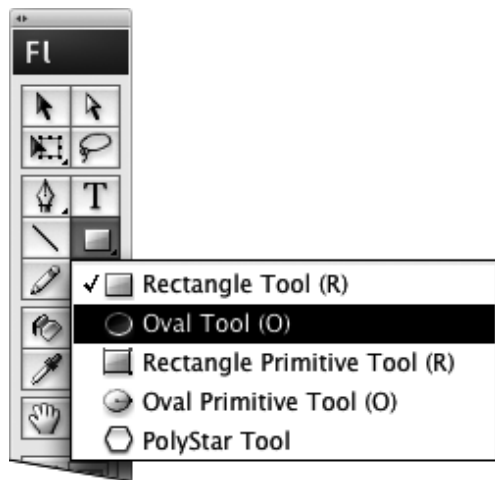 Fl
T
Rectangle Tool (R)
Oval Tool (O)
Rectangle Primitive Tool (R)
Oval Primitive Tool (O)
PolyStar Tool